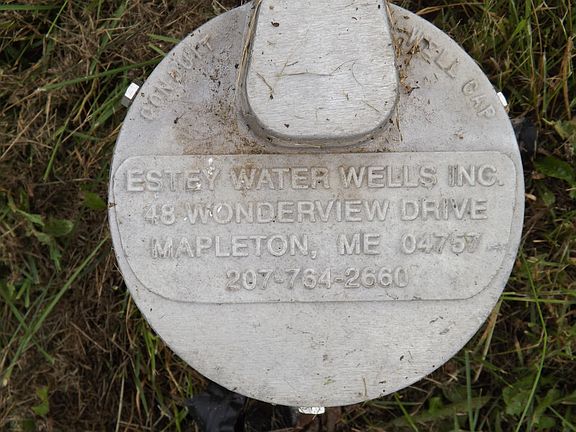 CONDUIT WELL CAP
ESTEY WATER WELLS INC.
48 WONDERVIEW DRIVE
MAPLETON, ME 04757
207-764-2660